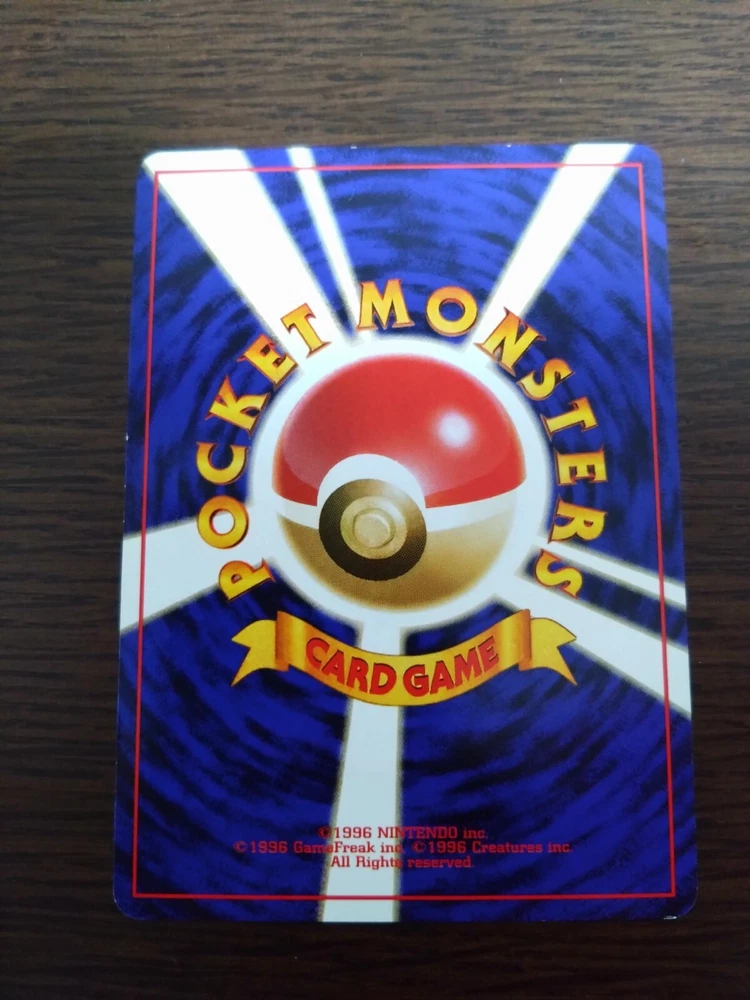 POCKET MONSTERS
CARD GAME
©1996 NINTENDO inc.
©1996 GameFreak inc. ©1996 Creatures inc.
All Rights reserved.